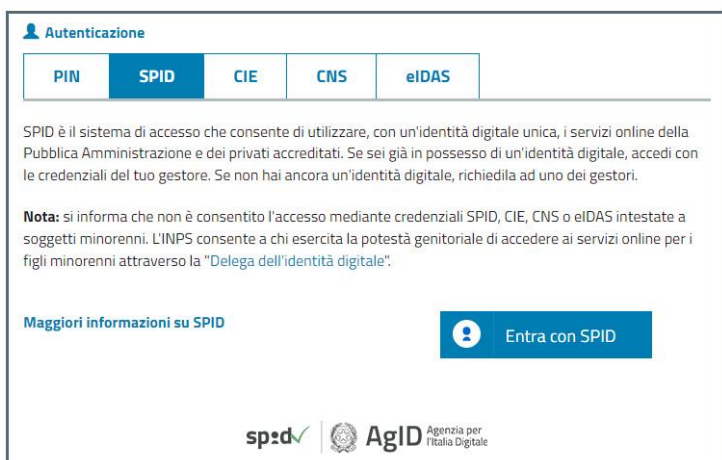 Autenticazione
PIN SPID CIE CNS eIDAS
SPID è il sistema di accesso che consente di utilizzare, con un'identità digitale unica, i servizi online della
Pubblica Amministrazione e dei privati accreditati. Se sei già in possesso di un'identità digitale, accedi con
le credenziali del tuo gestore. Se non hai ancora un'identità digitale, richiedila ad uno dei gestori.
Nota: si informa che non è consentito l'accesso mediante credenziali SPID, CIE, CNS o eIDAS intestate a
soggetti minorenni. L'INPS consente a chi esercita la potestà genitoriale di accedere ai servizi online per i
figli minorenni attraverso la "Delega dell'identità digitale".
Maggiori informazioni su SPID
Entra con SPID
spid
AgID Agenzia per
l'Italia Digitale